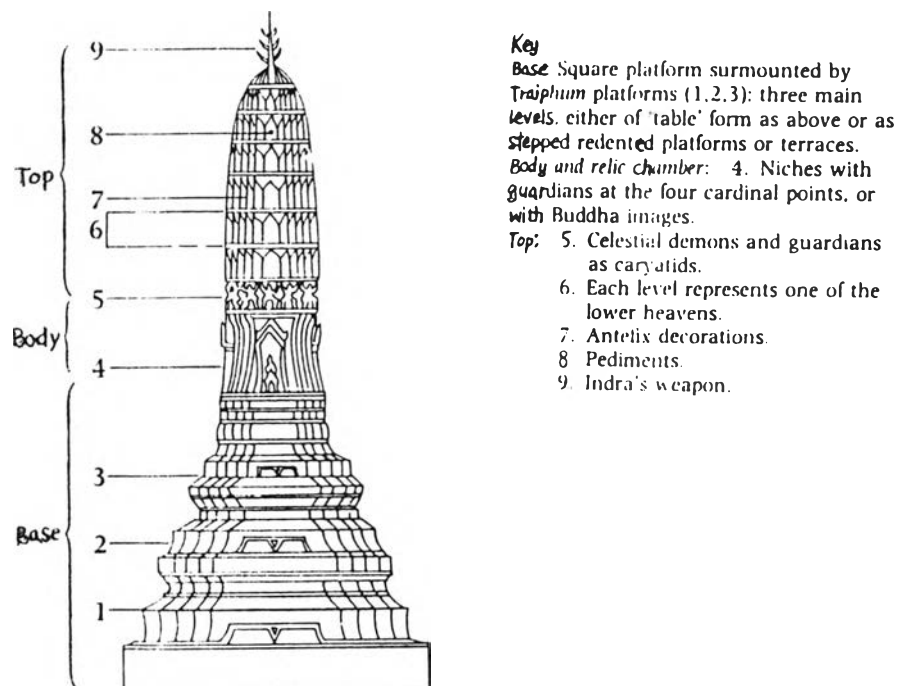 9
8
Top
7
6
5
Body
4
3
Base
2
1
Key
Base Square platform surmounted by
Traiphum platforms (1,2,3): three main
levels. either of 'table' form as above or as
stepped redented platforms or terraces.
Body and relic chamber: 4. Niches with
guardians at the four cardinal points, or
with Buddha images.
Top: 5. Celestial demons and guardians
as caryatids.
6. Each level represents one of the
lower heavens.
7. Antefix decorations.
8 Pediments.
9. Indra's weapon.